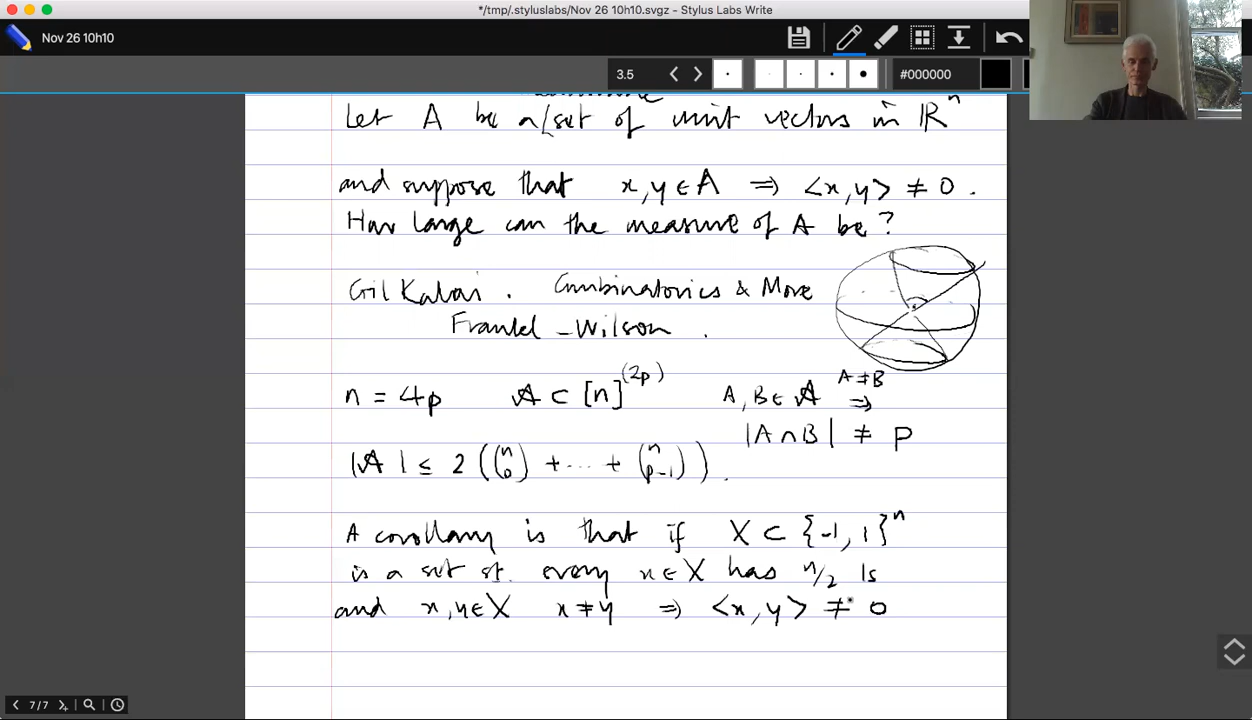 */tmp/.styluslabs/Nov 26 10h10.svgz - Stylus Labs Write
Nov 26 10h10
3.5
#000000
Let A be a/set of unit vectors in ℝⁿ
and suppose that x, y ∈ A ⇒ <x, y> ≠ 0 .
How large can the measure of A be ?
Gil Kalai . Combinatorics & More
Frankl – Wilson .
n = 4p 𝒜 ⊂ [n]^(2p) A, B ∈ 𝒜 A≠B ⇒
|A ∩ B| ≠ p
|𝒜| ≤ 2 ( (n 0) + ... + (n p-1) ) .
A corollary is that if X ⊂ {-1, 1}ⁿ
is a set st. every x ∈ X has n/2 1s
and x, y ∈ X x ≠ y ⇒ <x, y> ≠ 0
7/7